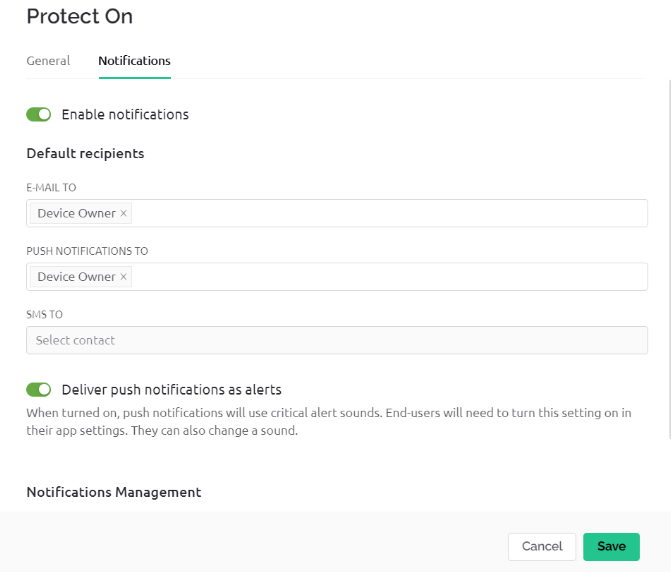 Protect On
General Notifications
Enable notifications
Default recipients
E-MAIL TO
Device Owner ×
PUSH NOTIFICATIONS TO
Device Owner ×
SMS TO
Select contact
Deliver push notifications as alerts
When turned on, push notifications will use critical alert sounds. End-users will need to turn this setting on in
their app settings. They can also change a sound.
Notifications Management
Cancel Save